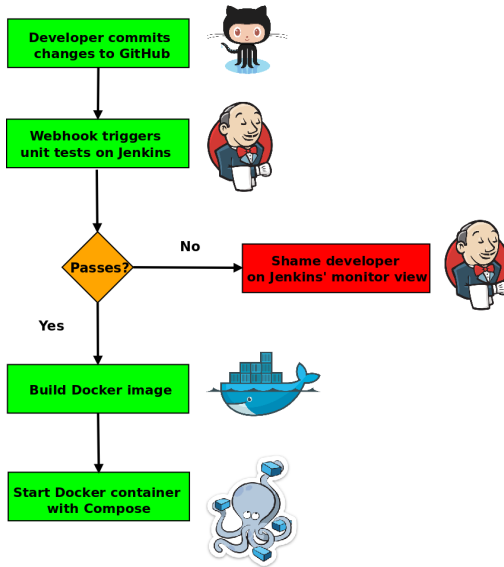 Developer commits
changes to GitHub
Webhook triggers
unit tests on Jenkins
No
Passes?
Shame developer
on Jenkins' monitor view
Yes
Build Docker image
Start Docker container
with Compose